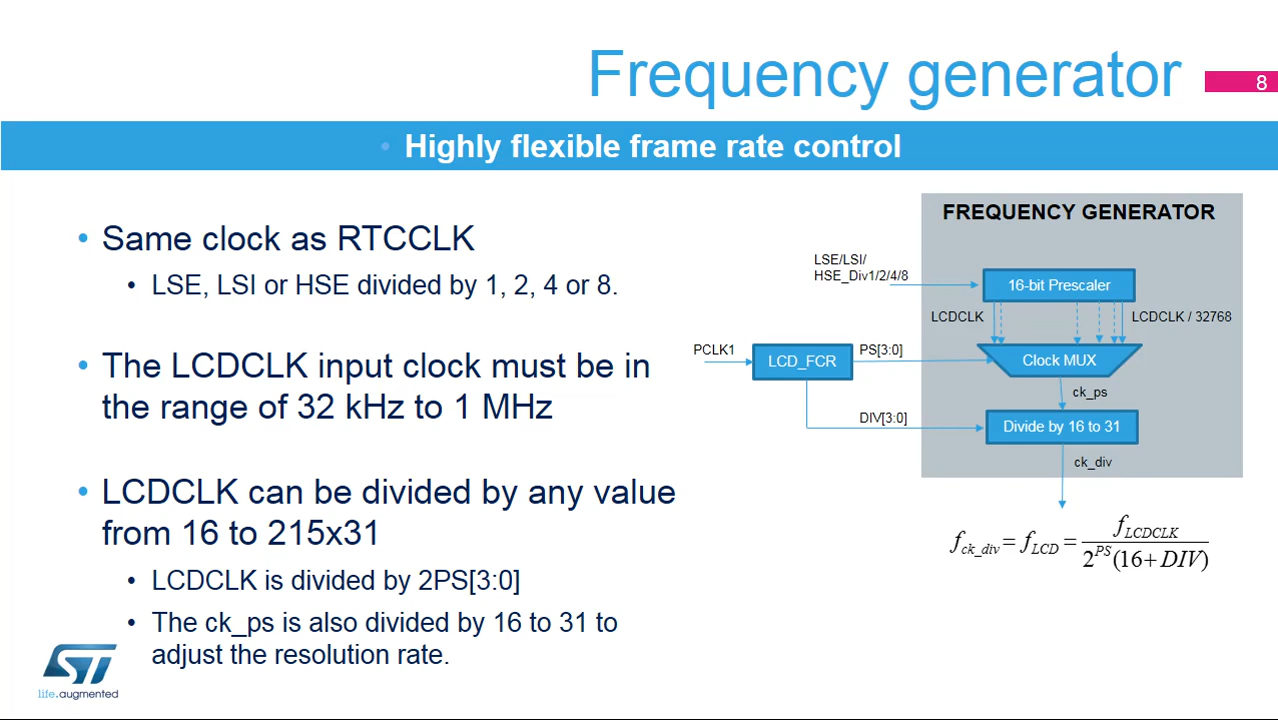 Frequency generator
8
• Highly flexible frame rate control
• Same clock as RTCCLK
• LSE, LSI or HSE divided by 1, 2, 4 or 8.
• The LCDCLK input clock must be in
the range of 32 kHz to 1 MHz
• LCDCLK can be divided by any value
from 16 to 215x31
• LCDCLK is divided by 2PS[3:0]
• The ck_ps is also divided by 16 to 31 to
adjust the resolution rate.
FREQUENCY GENERATOR
LSE/LSI/
HSE_Div1/2/4/8
16-bit Prescaler
LCDCLK
LCDCLK / 32768
PCLK1
LCD_FCR
PS[3:0]
Clock MUX
ck_ps
DIV[3:0]
Divide by 16 to 31
ck_div
f_ck_div = f_LCD = f_LCDCLK / 2^PS(16+DIV)
ST
life.augmented